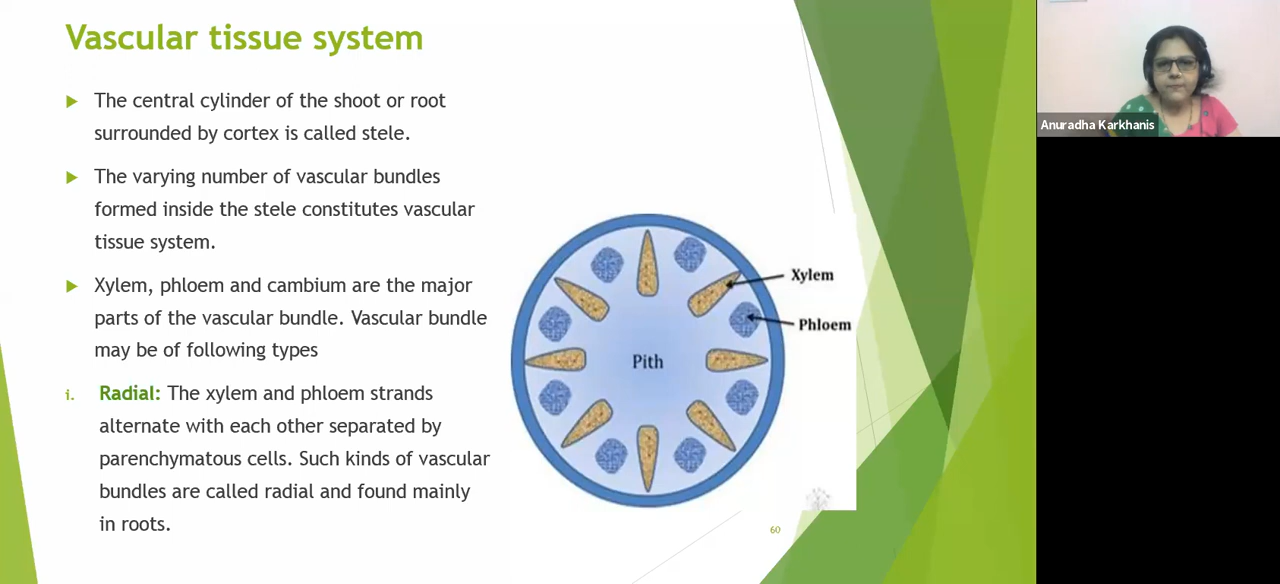 Vascular tissue system
The central cylinder of the shoot or root
surrounded by cortex is called stele.
The varying number of vascular bundles
formed inside the stele constitutes vascular
tissue system.
Xylem, phloem and cambium are the major
parts of the vascular bundle. Vascular bundle
may be of following types
i. Radial: The xylem and phloem strands
alternate with each other separated by
parenchymatous cells. Such kinds of vascular
bundles are called radial and found mainly
in roots.
Xylem
Phloem
Pith
60
Anuradha Karkhanis